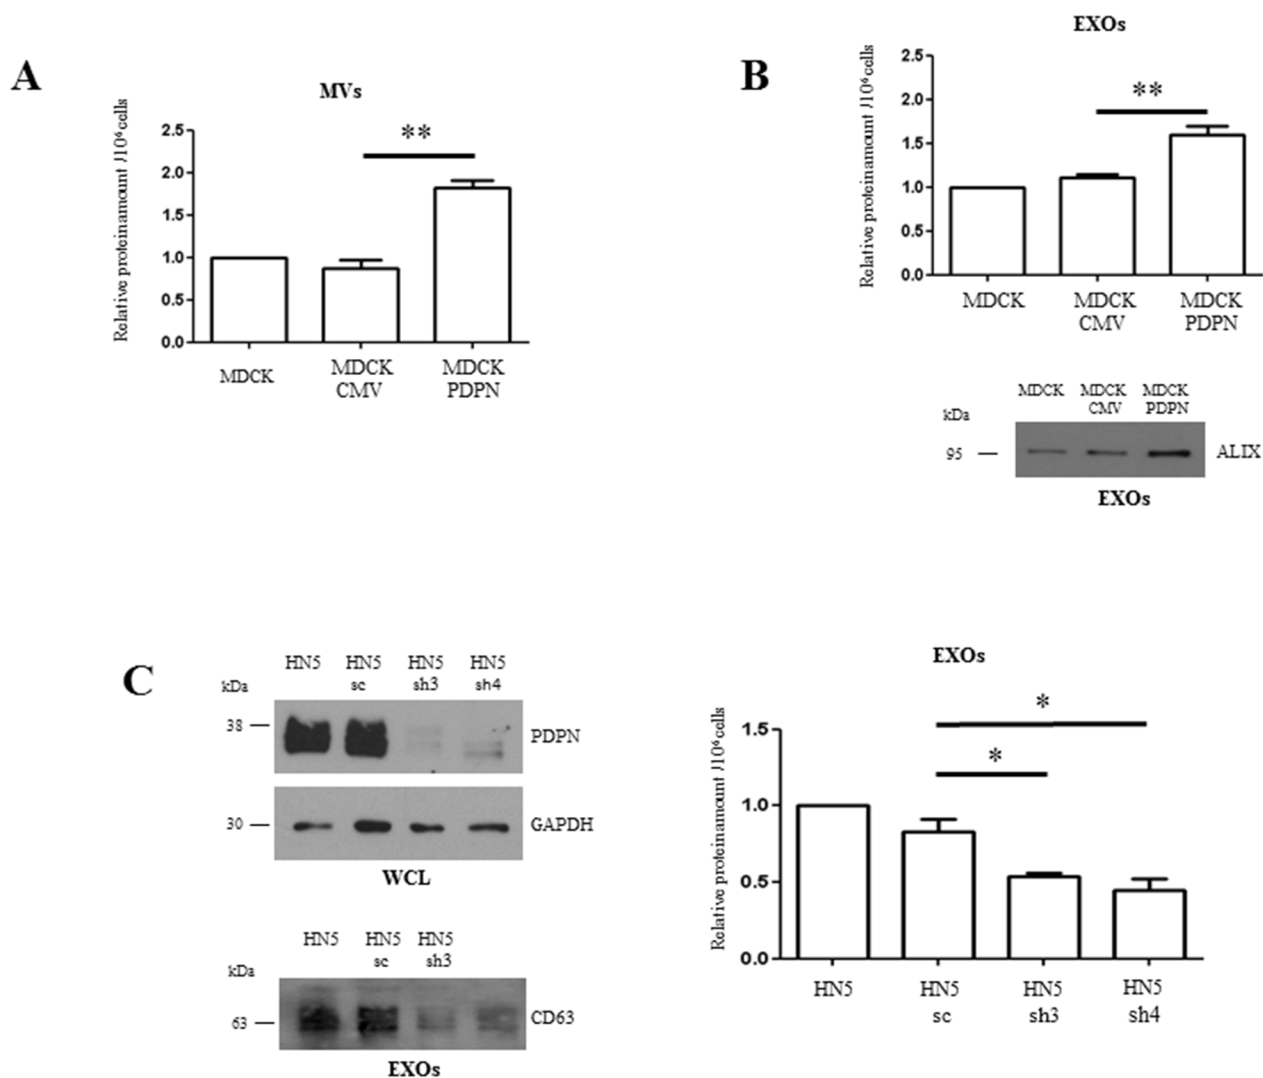 A
MVs
Relative proteinamount /10⁶cells
2.5
2.0
1.5
1.0
0.5
0.0
**
MDCK
MDCK
CMV
MDCK
PDPN
B
EXOs
Relative proteinamount /10⁶cells
2.5
2.0
1.5
1.0
0.5
0.0
**
MDCK
MDCK
CMV
MDCK
PDPN
MDCK
MDCK
CMV
MDCK
PDPN
kDa
95
ALIX
EXOs
C
HN5
HN5
sc
HN5
sh3
HN5
sh4
kDa
38
PDPN
30
GAPDH
WCL
HN5
HN5
sc
HN5
sh3
kDa
63
CD63
EXOs
EXOs
Relative proteinamount /10⁶cells
1.5
1.0
0.5
0.0
*
*
HN5
HN5
sc
HN5
sh3
HN5
sh4